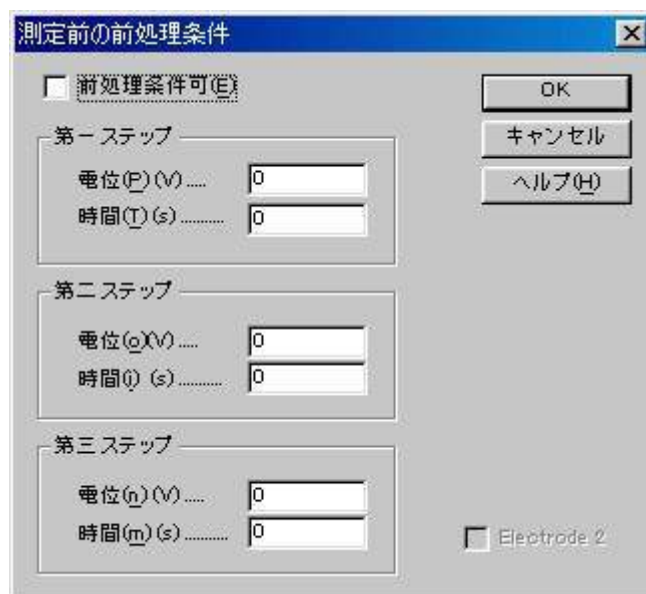 測定前の前処理条件
前処理条件可(E)
OK
キャンセル
ヘルプ(H)
第一ステップ
電位(P)(V)....
0
時間(T)(s)..........
0
第二ステップ
電位(o)(V)....
0
時間(i) (s)..........
0
第三ステップ
電位(n)(V).....
0
時間(m)(s)..........
0
Electrode 2